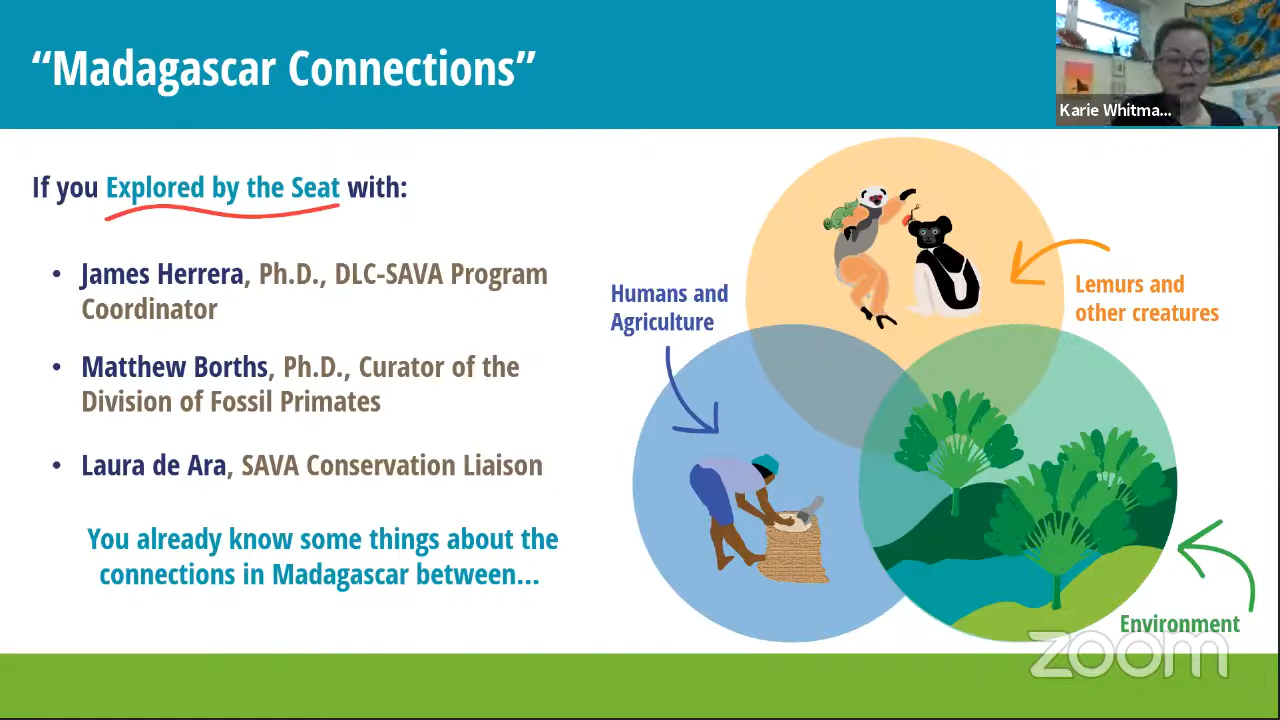 “Madagascar Connections”
Karie Whitma...
If you Explored by the Seat with:
• James Herrera, Ph.D., DLC-SAVA Program
Coordinator
• Matthew Borths, Ph.D., Curator of the
Division of Fossil Primates
• Laura de Ara, SAVA Conservation Liaison
You already know some things about the
connections in Madagascar between...
Humans and
Agriculture
Lemurs and
other creatures
Environment
zoom